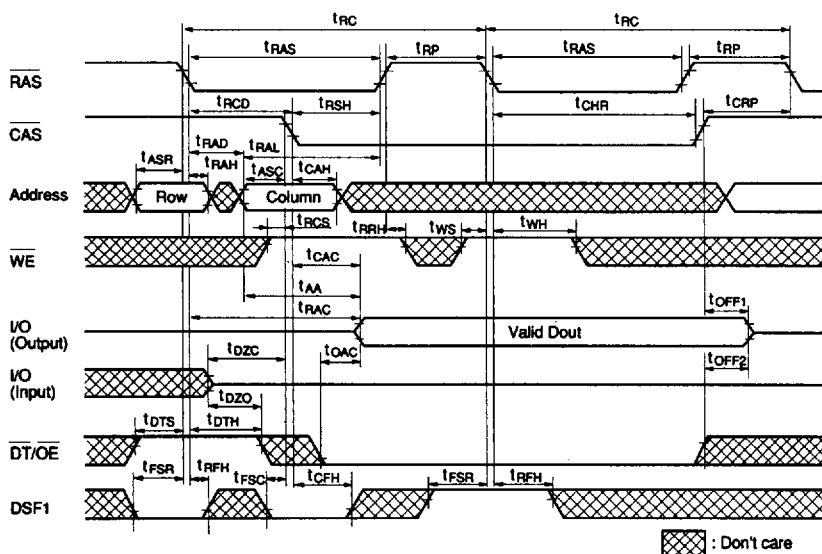 tRC tRC
tRAS tRP tRAS tRP
RAS
tRCD tRSH tCHR tCRP
CAS
tRAD tRAL
tASR tRAH tASC tCAH
Address Row Column
tRCS tRRH tWS tWH
WE
tCAC
tAA
tRAC tOFF1
I/O
(Output) Valid Dout
tDZC tOAC tOFF2
I/O
(Input)
tDZO
tDTS tDTH
DT/OE
tFSR tRFH tFSC tCFH tFSR tRFH
DSF1
: Don't care